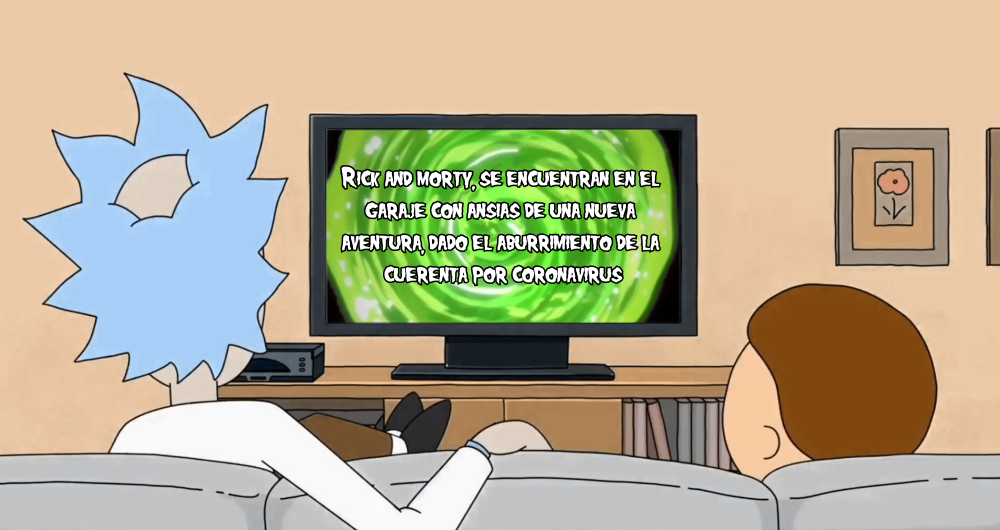 Rick and morty, se encuentran en el
garaje con ansias de una nueva
aventura, dado el aburrimiento de la
cuerenta por coronavirus